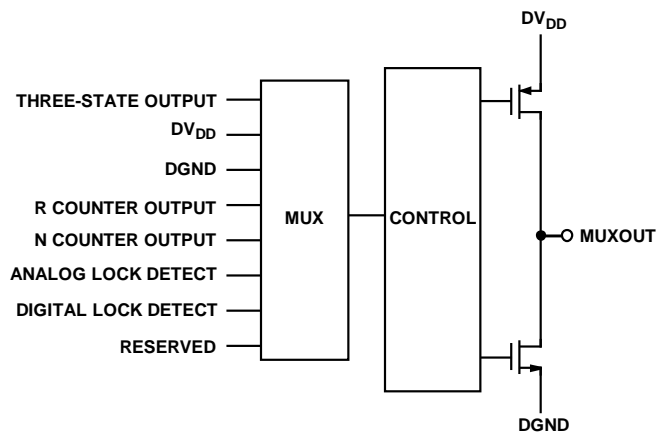 DVDD
THREE-STATE OUTPUT
DVDD
DGND
R COUNTER OUTPUT
N COUNTER OUTPUT
ANALOG LOCK DETECT
DIGITAL LOCK DETECT
RESERVED
MUX
CONTROL
MUXOUT
DGND